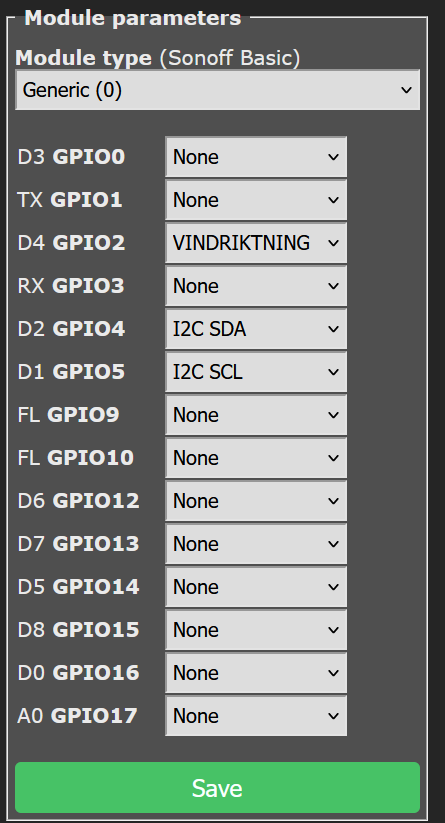 Module parameters
Module type (Sonoff Basic)
Generic (0)
D3 GPIO0 None
TX GPIO1 None
D4 GPIO2 VINDRIKTNING
RX GPIO3 None
D2 GPIO4 I2C SDA
D1 GPIO5 I2C SCL
FL GPIO9 None
FL GPIO10 None
D6 GPIO12 None
D7 GPIO13 None
D5 GPIO14 None
D8 GPIO15 None
D0 GPIO16 None
A0 GPIO17 None
Save